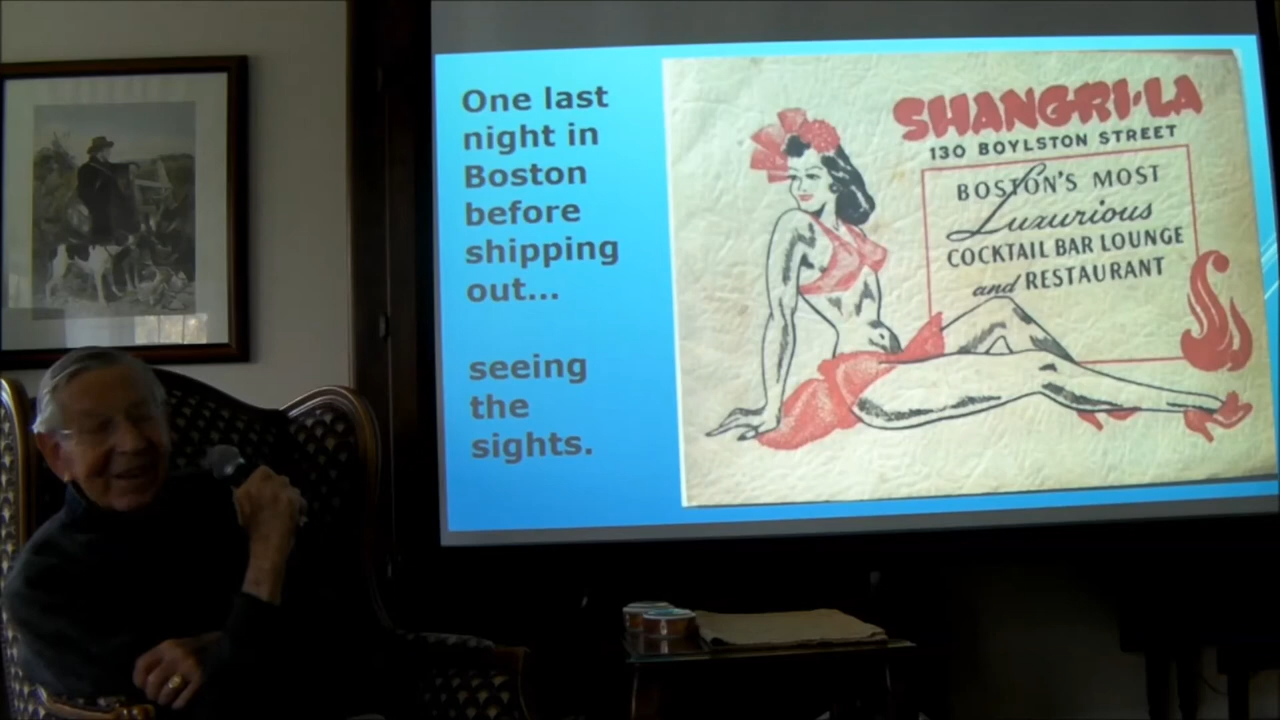 One last
night in
Boston
before
shipping
out...
seeing
the
sights.
SHANGRI-LA
130 BOYLSTON STREET
BOSTON'S MOST
Luxurious
COCKTAIL BAR LOUNGE
and RESTAURANT